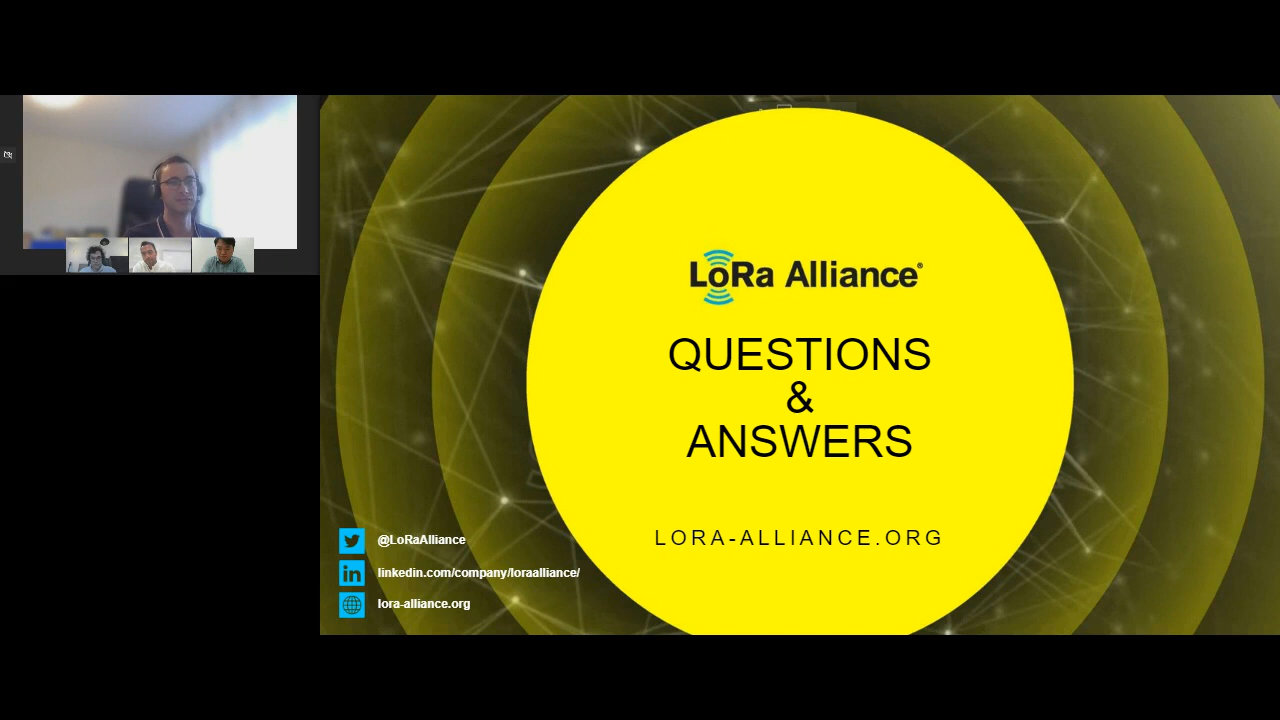 LoRa Alliance®
QUESTIONS
&
ANSWERS
LORA-ALLIANCE.ORG
@LoRaAlliance
linkedin.com/company/loraalliance/
lora-alliance.org